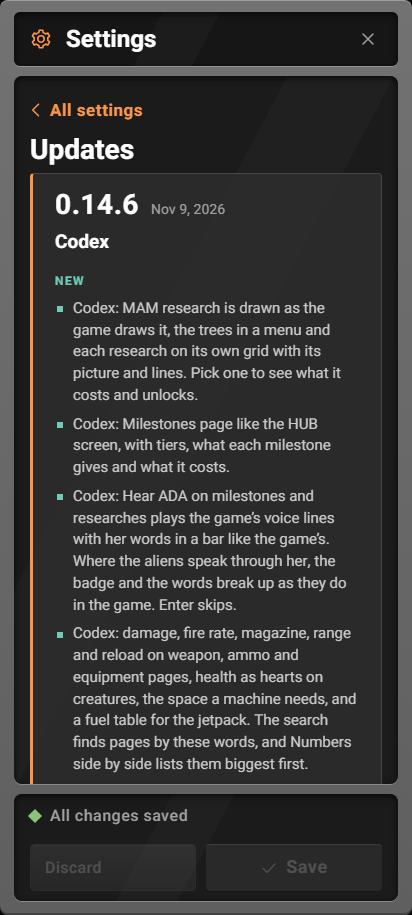 Settings
All settings
Updates
0.14.6 Nov 9, 2026
Codex
NEW
Codex: MAM research is drawn as the
game draws it, the trees in a menu and
each research on its own grid with its
picture and lines. Pick one to see what it
costs and unlocks.
Codex: Milestones page like the HUB
screen, with tiers, what each milestone
gives and what it costs.
Codex: Hear ADA on milestones and
researches plays the game’s voice lines
with her words in a bar like the game’s.
Where the aliens speak through her, the
badge and the words break up as they do
in the game. Enter skips.
Codex: damage, fire rate, magazine, range
and reload on weapon, ammo and
equipment pages, health as hearts on
creatures, the space a machine needs, and
a fuel table for the jetpack. The search
finds pages by these words, and Numbers
side by side lists them biggest first.
All changes saved
Discard
Save